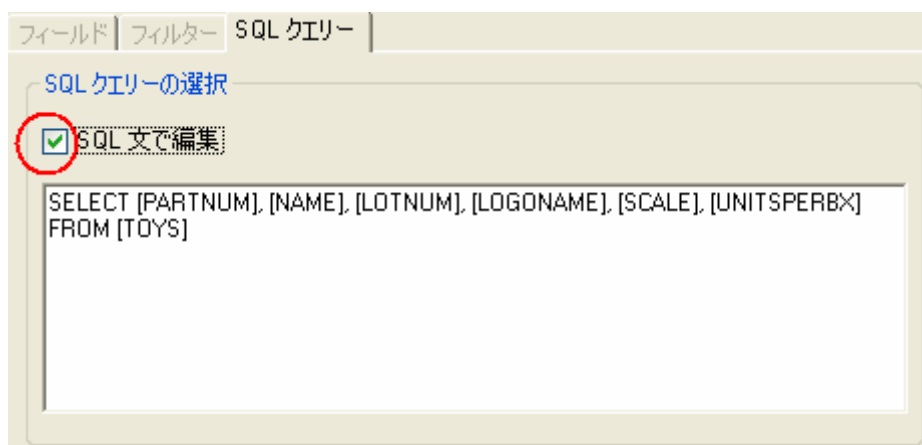 フィールド フィルター SQL クエリー
SQL クエリーの選択
SQL 文で編集
SELECT [PARTNUM], [NAME], [LOTNUM], [LOGONAME], [SCALE], [UNITSPERBX]
FROM [TOYS]